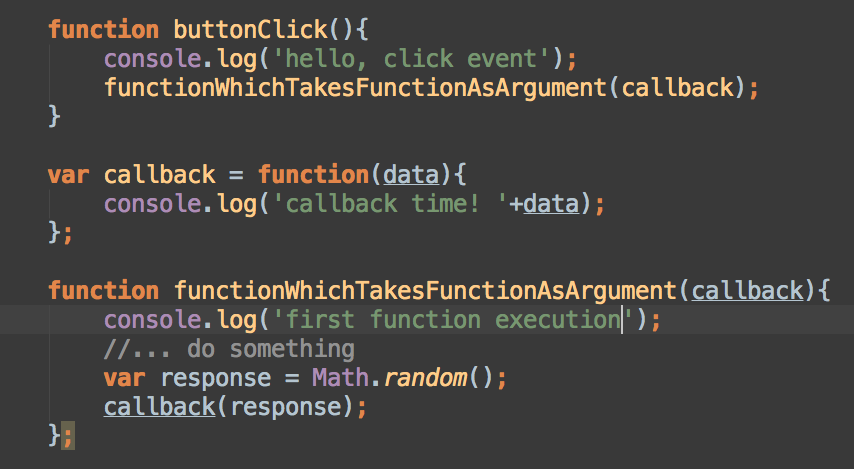 function buttonClick(){
console.log('hello, click event');
functionWhichTakesFunctionAsArgument(callback);
}
var callback = function(data){
console.log('callback time! '+data);
};
function functionWhichTakesFunctionAsArgument(callback){
console.log('first function execution');
//... do something
var response = Math.random();
callback(response);
};